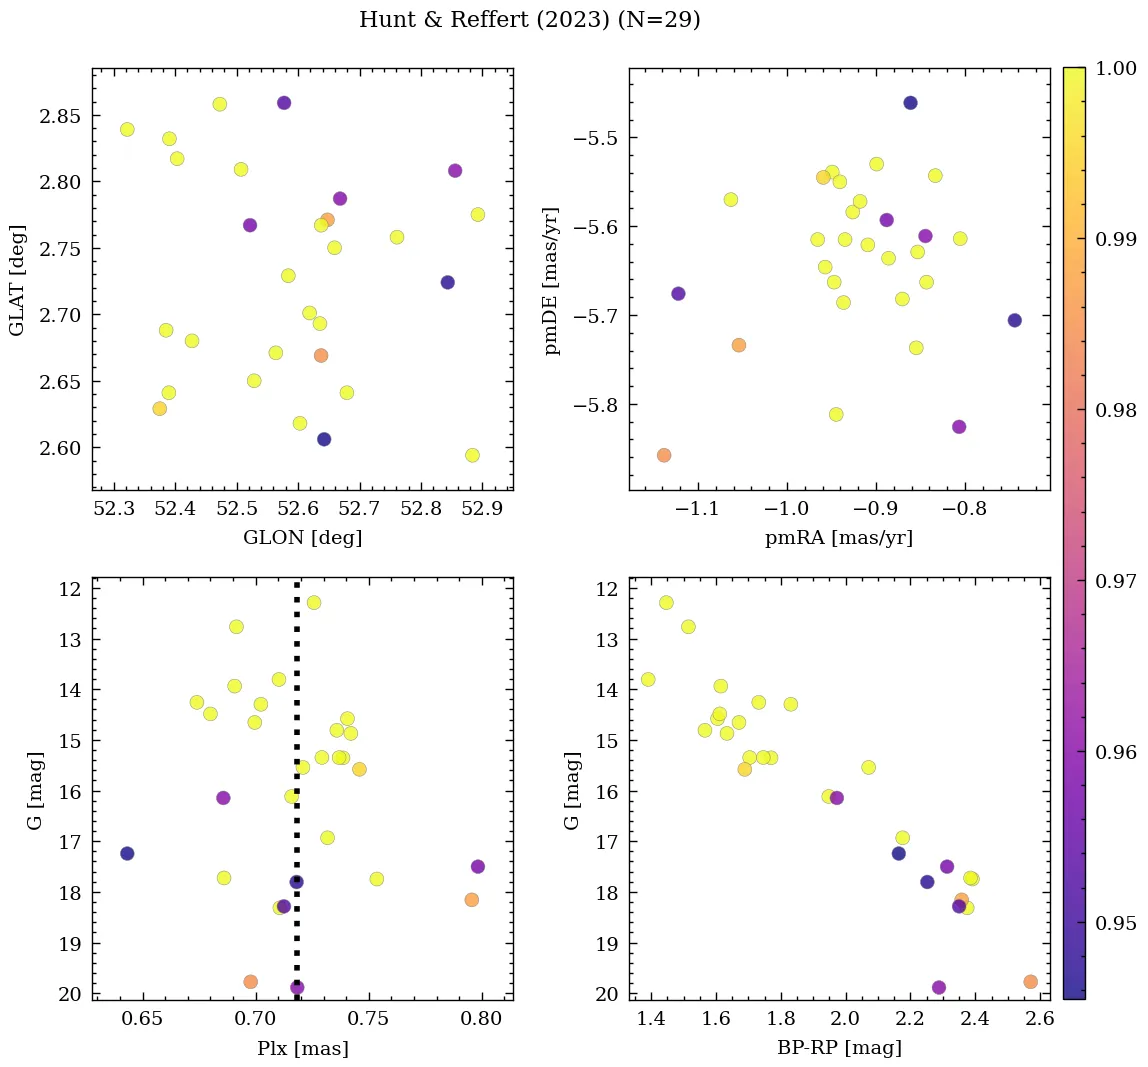 Hunt & Reffert (2023) (N=29)
2.85
2.80
2.75
2.70
2.65
2.60
GLAT [deg]
52.3 52.4 52.5 52.6 52.7 52.8 52.9
GLON [deg]
−5.5
−5.6
−5.7
−5.8
pmDE [mas/yr]
−1.1 −1.0 −0.9 −0.8
pmRA [mas/yr]
12
13
14
15
16
17
18
19
20
G [mag]
0.65 0.70 0.75 0.80
Plx [mas]
12
13
14
15
16
17
18
19
20
G [mag]
1.4 1.6 1.8 2.0 2.2 2.4 2.6
BP-RP [mag]
1.00
0.99
0.98
0.97
0.96
0.95